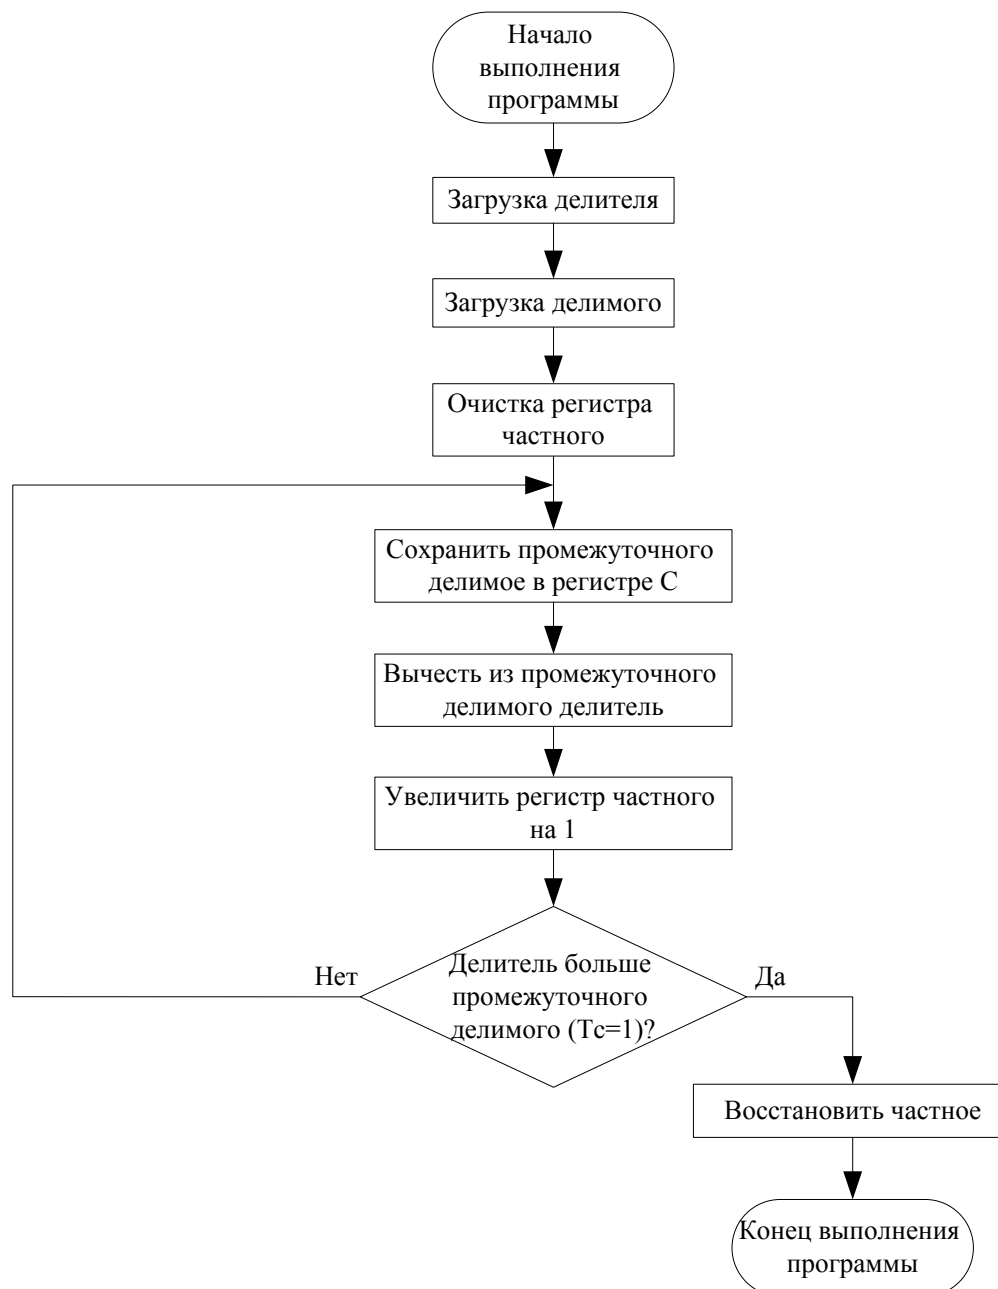 Начало
выполнения
программы
Загрузка делителя
Загрузка делимого
Очистка регистра
частного
Сохранить промежуточного
делимое в регистре С
Вычесть из промежуточного
делимого делитель
Увеличить регистр частного
на 1
Делитель больше
промежуточного
делимого (Тс=1)?
Нет
Да
Восстановить частное
Конец выполнения
программы